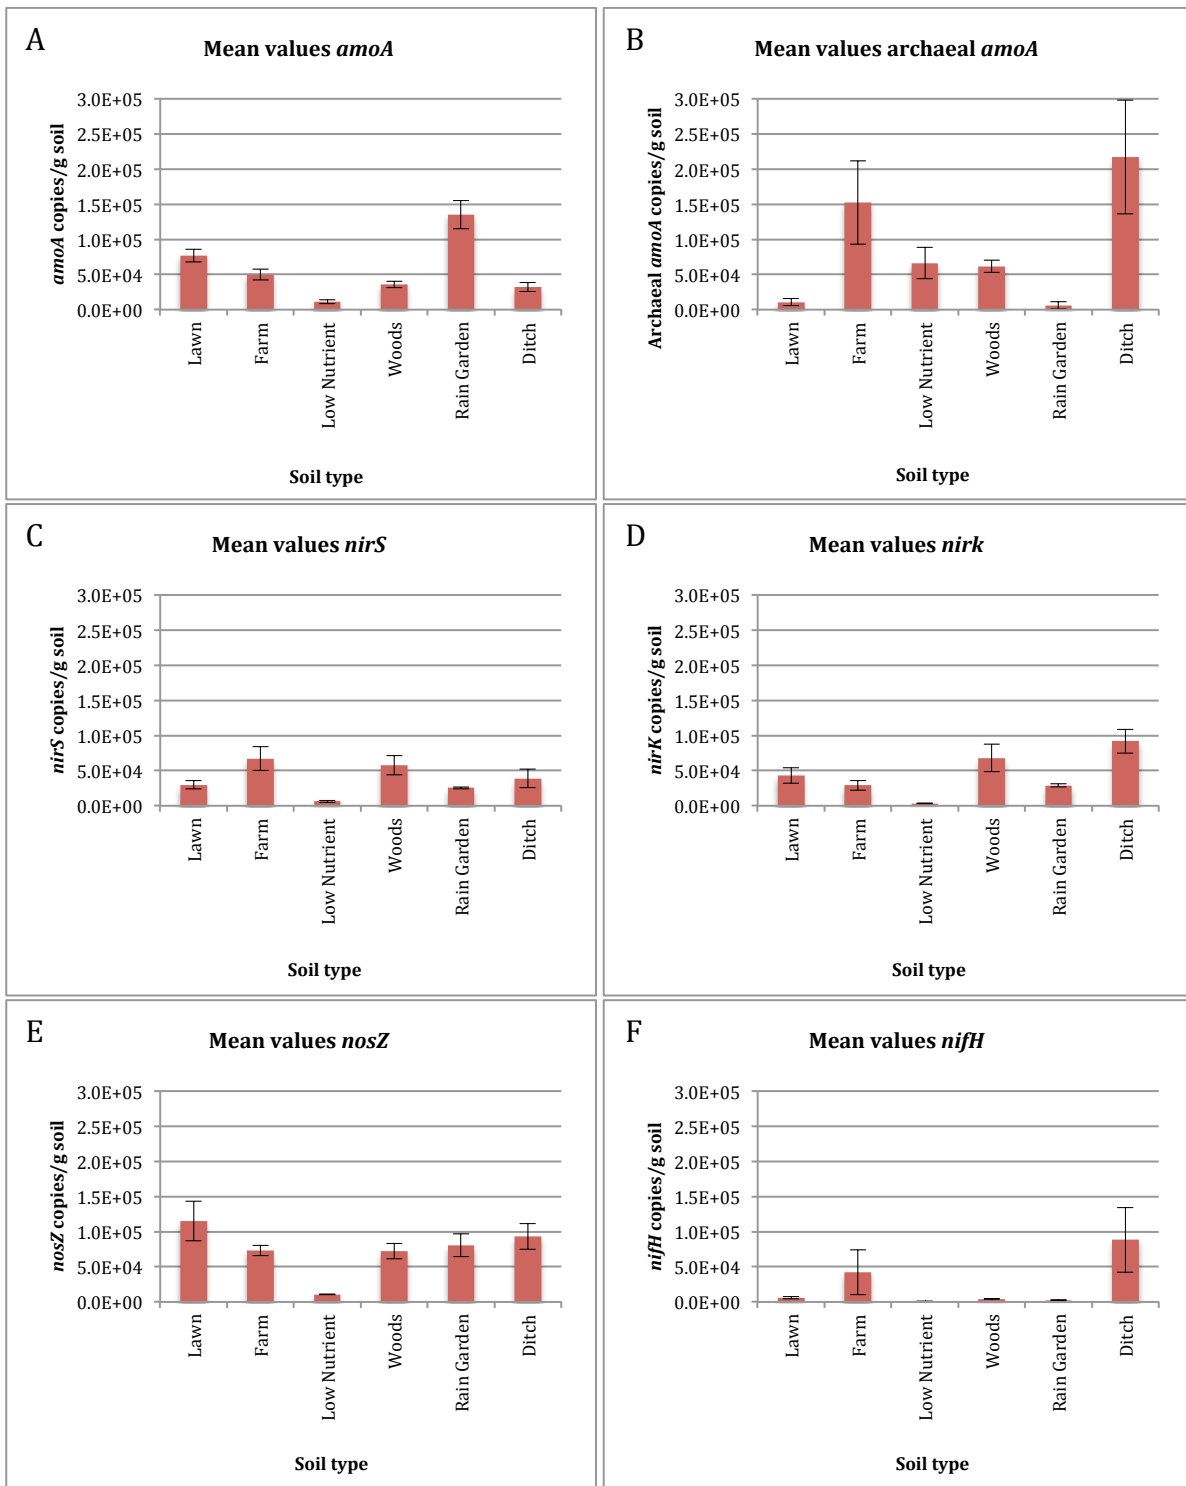 A
Mean values amoA
amoA copies/g soil
3.0E+05
2.5E+05
2.0E+05
1.5E+05
1.0E+05
5.0E+04
0.0E+00
Lawn
Farm
Low Nutrient
Woods
Rain Garden
Ditch
Soil type
B
Mean values archaeal amoA
Archaeal amoA copies/g soil
3.0E+05
2.5E+05
2.0E+05
1.5E+05
1.0E+05
5.0E+04
0.0E+00
Lawn
Farm
Low Nutrient
Woods
Rain Garden
Ditch
Soil type
C
Mean values nirS
nirS copies/g soil
3.0E+05
2.5E+05
2.0E+05
1.5E+05
1.0E+05
5.0E+04
0.0E+00
Lawn
Farm
Low Nutrient
Woods
Rain Garden
Ditch
Soil type
D
Mean values nirk
nirK copies/g soil
3.0E+05
2.5E+05
2.0E+05
1.5E+05
1.0E+05
5.0E+04
0.0E+00
Lawn
Farm
Low Nutrient
Woods
Rain Garden
Ditch
Soil type
E
Mean values nosZ
nosZ copies/g soil
3.0E+05
2.5E+05
2.0E+05
1.5E+05
1.0E+05
5.0E+04
0.0E+00
Lawn
Farm
Low Nutrient
Woods
Rain Garden
Ditch
Soil type
F
Mean values nifH
nifH copies/g soil
3.0E+05
2.5E+05
2.0E+05
1.5E+05
1.0E+05
5.0E+04
0.0E+00
Lawn
Farm
Low Nutrient
Woods
Rain Garden
Ditch
Soil type